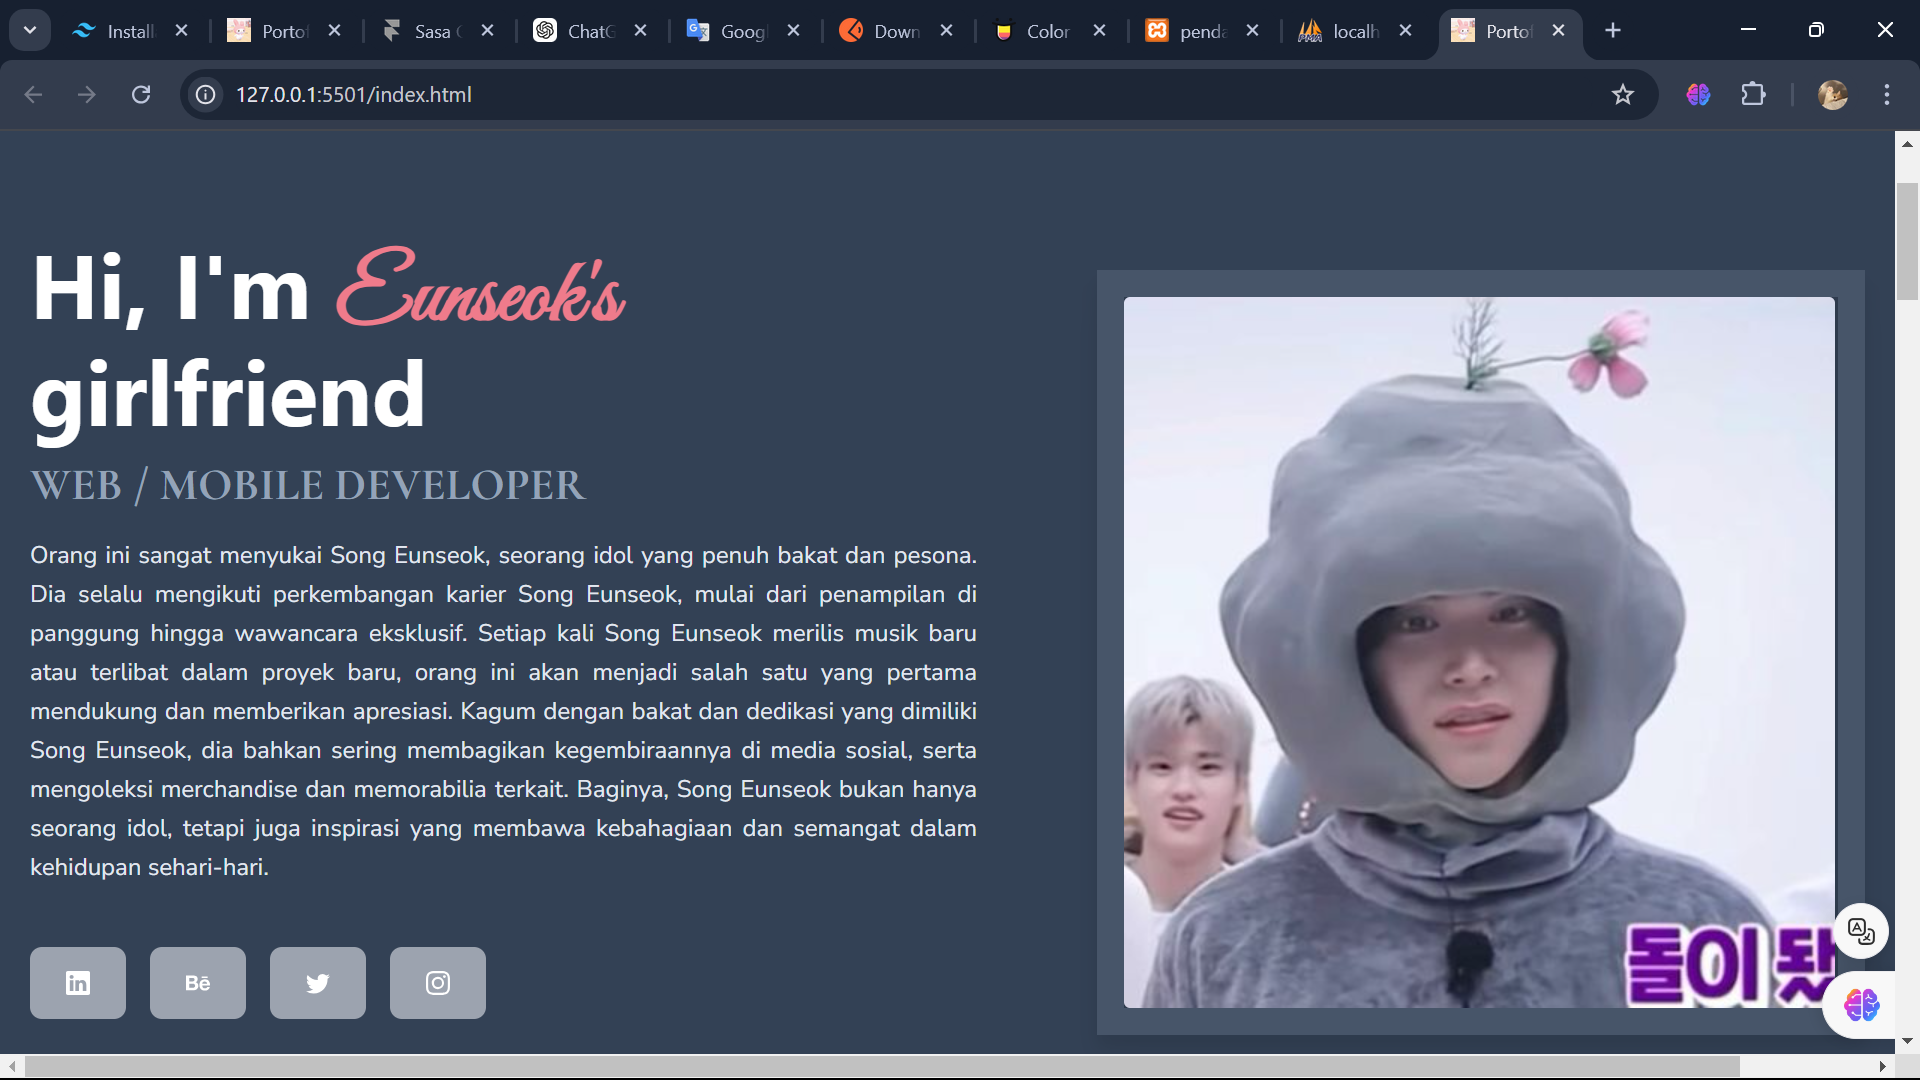 Install
Portof
Sasa
ChatG
Googl
Down
Color
penda
localh
Portof
127.0.0.1:5501/index.html
Hi, I'm Eunseok's
girlfriend
WEB / MOBILE DEVELOPER
Orang ini sangat menyukai Song Eunseok, seorang idol yang penuh bakat dan pesona.
Dia selalu mengikuti perkembangan karier Song Eunseok, mulai dari penampilan di
panggung hingga wawancara eksklusif. Setiap kali Song Eunseok merilis musik baru
atau terlibat dalam proyek baru, orang ini akan menjadi salah satu yang pertama
mendukung dan memberikan apresiasi. Kagum dengan bakat dan dedikasi yang dimiliki
Song Eunseok, dia bahkan sering membagikan kegembiraannya di media sosial, serta
mengoleksi merchandise dan memorabilia terkait. Baginya, Song Eunseok bukan hanya
seorang idol, tetapi juga inspirasi yang membawa kebahagiaan dan semangat dalam
kehidupan sehari-hari.
돌이 됐